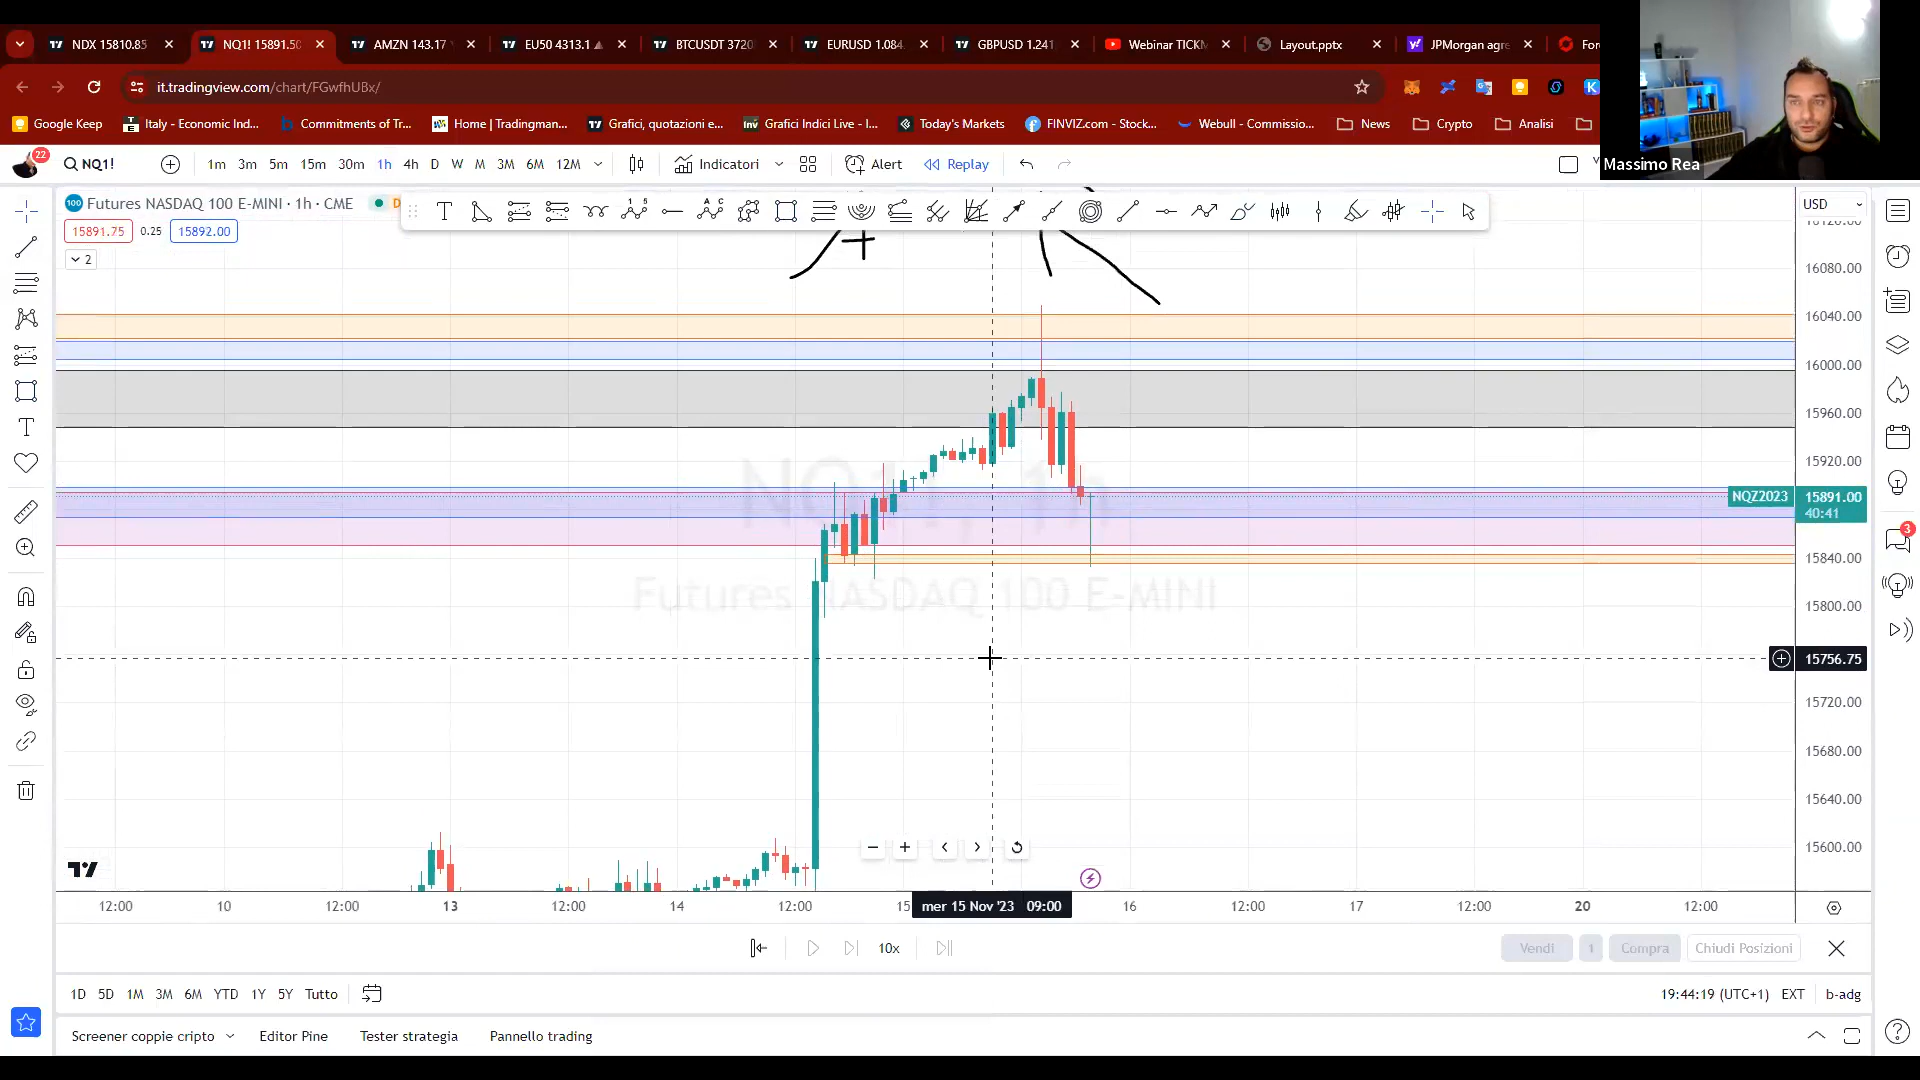 NDX 15810.85
NQ1! 15891.50
AMZN 143.17
EU50 4313.1
BTCUSDT 3720
EURUSD 1.084
GBPUSD 1.241
Webinar TICKM
Layout.pptx
JPMorgan agre
For
it.tradingview.com/chart/FGwfhUBx/
Google Keep
Italy - Economic Ind...
Commitments of Tr...
Home | Tradingman...
Grafici, quotazioni e...
Grafici Indici Live - I...
Today's Markets
FINVIZ.com - Stock...
Webull - Commissio...
News
Crypto
Analisi
Massimo Rea
22
NQ1!
1m 3m 5m 15m 30m 1h 4h D W M 3M 6M 12M
Indicatori
Alert
Replay
Futures NASDAQ 100 E-MINI · 1h · CME
D
USD
15891.75 0.25 15892.00
2
16120.00
16080.00
16040.00
16000.00
15960.00
15920.00
NQZ2023 15891.00
40:41
15840.00
15800.00
15756.75
15720.00
15680.00
15640.00
15600.00
NQ1!, 1h
Futures NASDAQ 100 E-MINI
12:00 10 12:00 13 12:00 14 12:00 15 mer 15 Nov '23 09:00 16 12:00 17 12:00 20 12:00
10x
Vendi 1 Compra Chiudi Posizioni
1D 5D 1M 3M 6M YTD 1Y 5Y Tutto
19:44:19 (UTC+1) EXT b-adg
Screener coppie cripto Editor Pine Tester strategia Pannello trading
3